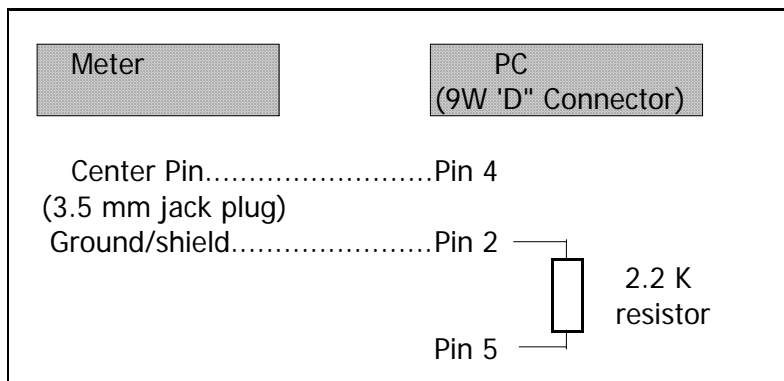 Meter
PC
(9W 'D" Connector)
Center Pin..........................Pin 4
(3.5 mm jack plug)
Ground/shield.......................Pin 2
2.2 K
resistor
Pin 5